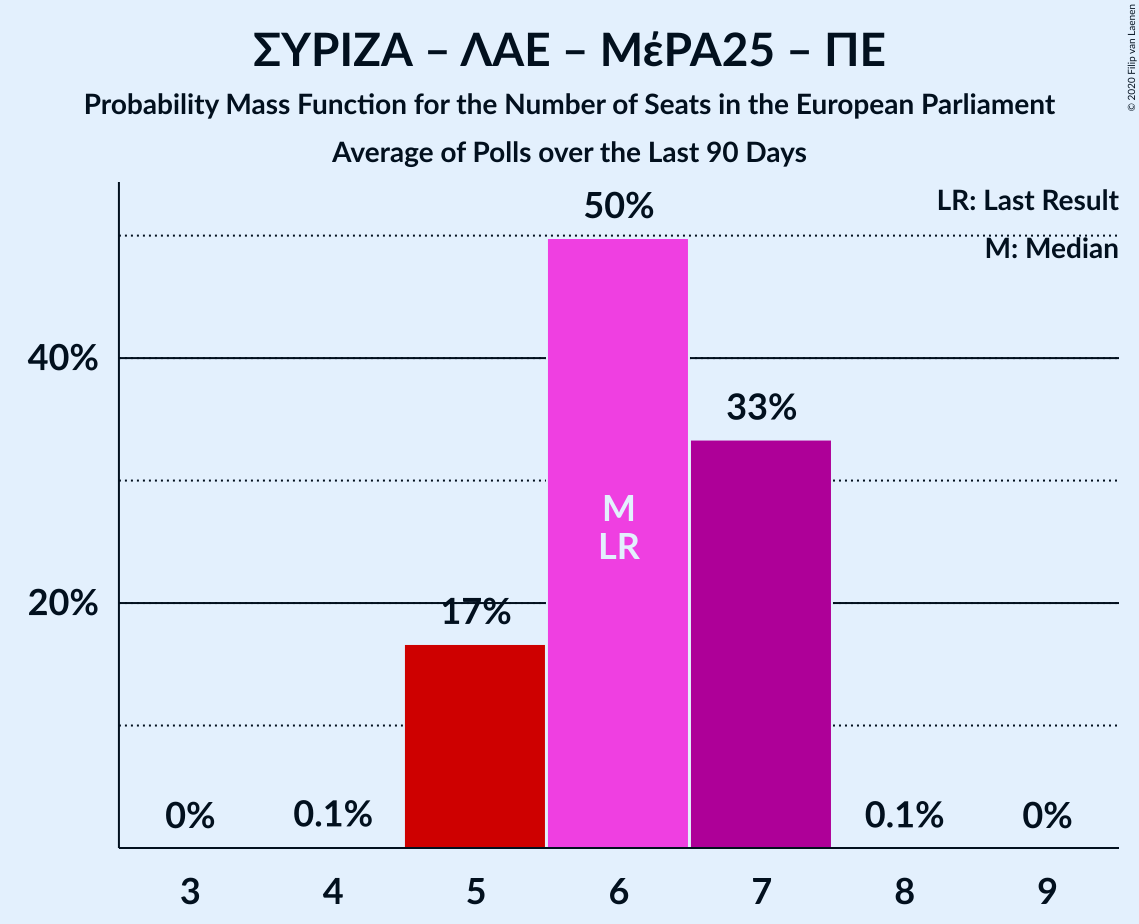 ΣΥΡΙΖΑ – ΛΑΕ – ΜέΡΑ25 – ΠΕ
Probability Mass Function for the Number of Seats in the European Parliament
Average of Polls over the Last 90 Days
© 2020 Filip van Laenen
LR: Last Result
M: Median
50%
40%
33%
M
LR
20%
17%
0%
0.1%
0.1%
0%
3 4 5 6 7 8 9